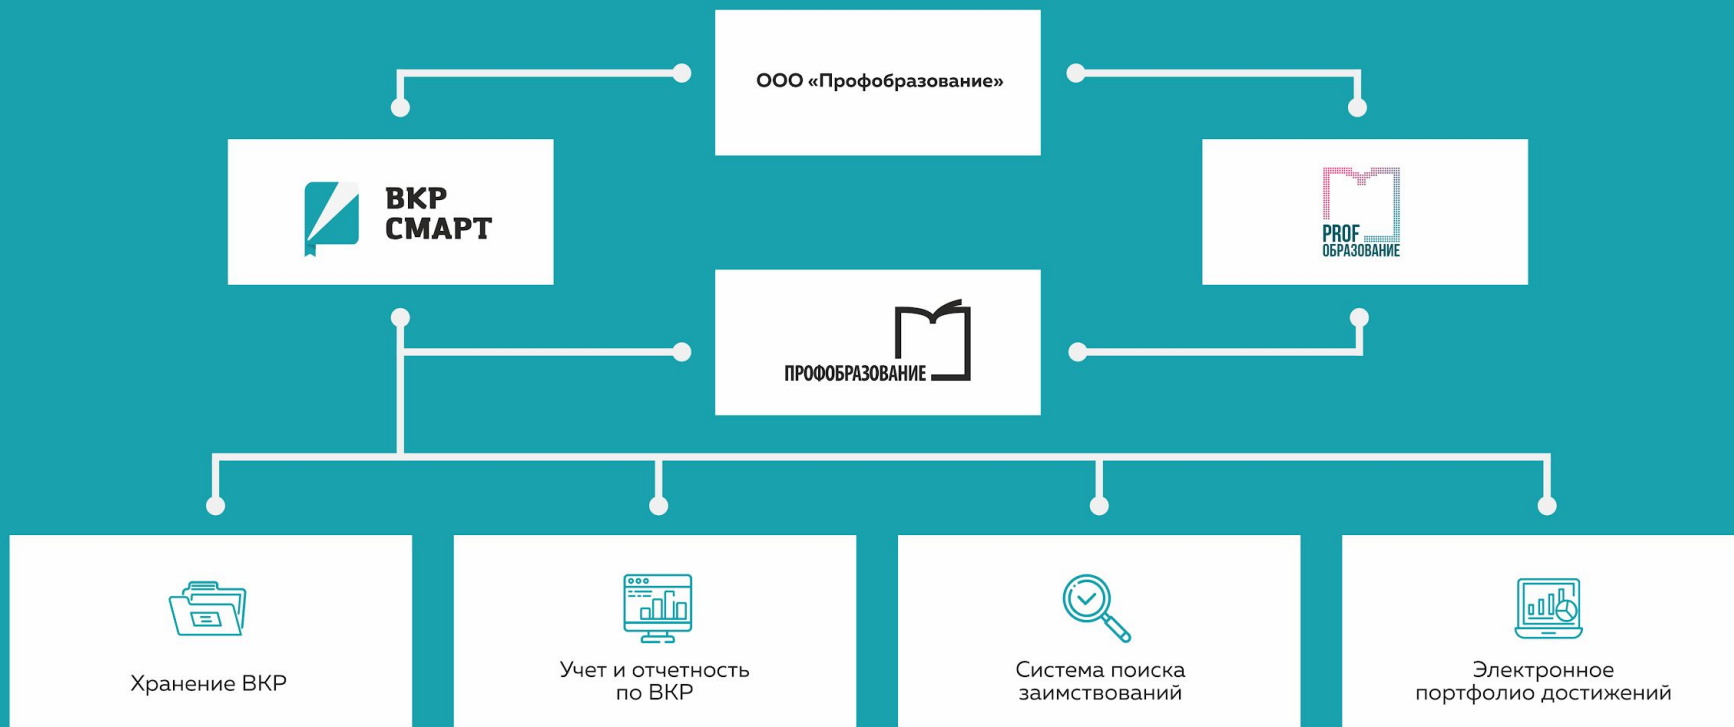 ООО «Профобразование»
ВКР
СМАРТ
PROF
ОБРАЗОВАНИЕ
ПРОФОБРАЗОВАНИЕ
Хранение ВКР
Учет и отчетность
по ВКР
Система поиска
заимствований
Электронное
портфолио достижений